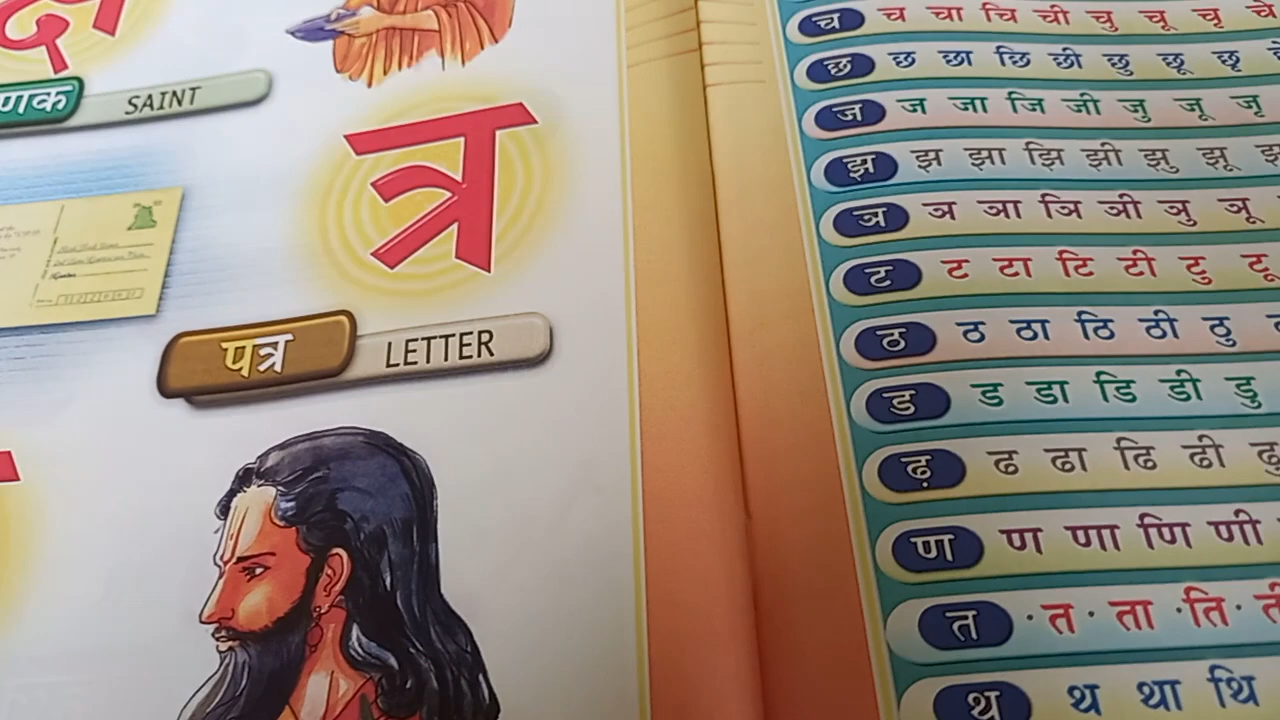 क्ष
णक SAINT
त्र
पत्र LETTER
च च चा चि ची चु चू चृ चे
छ छ छा छि छी छु छू छृ
ज ज जा जि जी जु जू जृ
झ झ झा झि झी झु झू झ
ञ ञ ञा ञि ञी ञु ञू
ट ट टा टि टी टु टू
ठ ठ ठा ठि ठी ठु
ड ड डा डि डी डु
ढ़ ढ ढा ढि ढी ढु
ण ण णा णि णी
त · त · ता · ति · ती
थ थ था थि